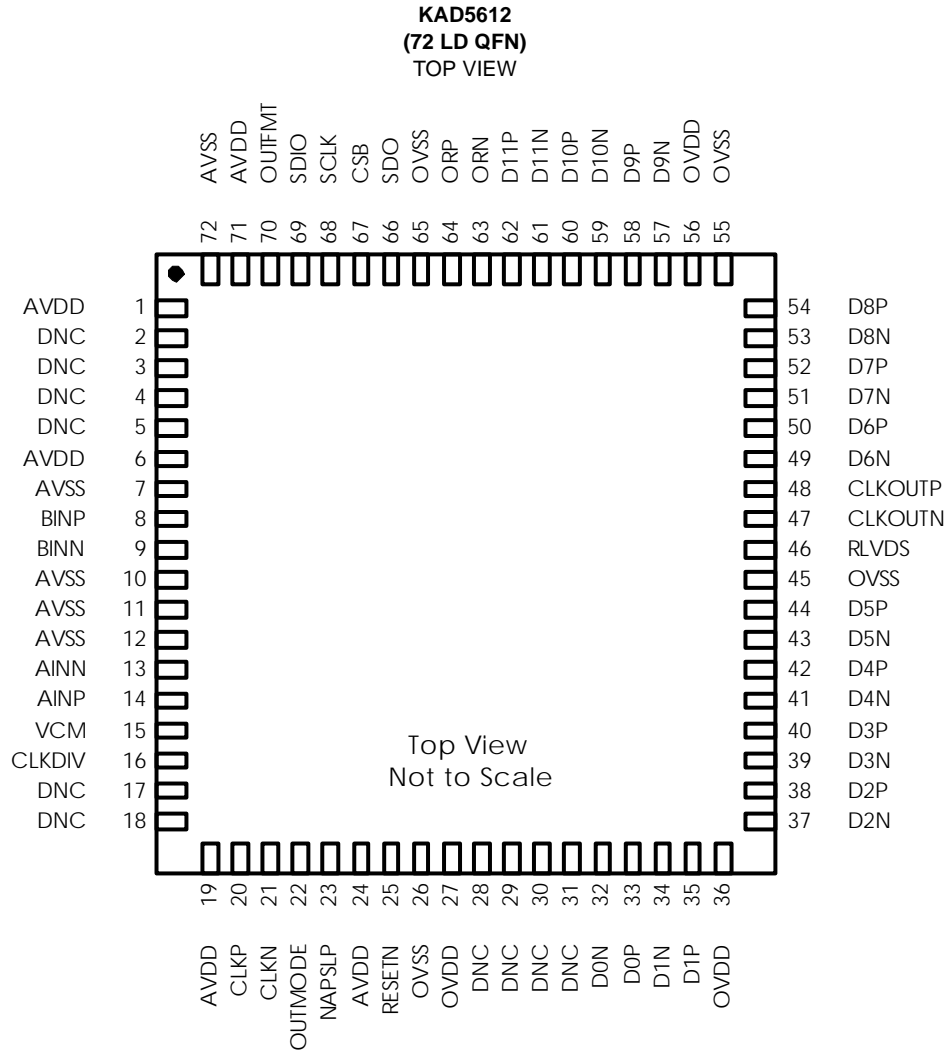 KAD5612
(72 LD QFN)
TOP VIEW
AVSS
AVDD
OUTFMT
SDIO
SCLK
CSB
SDO
OVSS
ORP
ORN
D11P
D11N
D10P
D10N
D9P
D9N
OVDD
OVSS
72
71
70
69
68
67
66
65
64
63
62
61
60
59
58
57
56
55
AVDD 1
DNC 2
DNC 3
DNC 4
DNC 5
AVDD 6
AVSS 7
BINP 8
BINN 9
AVSS 10
AVSS 11
AVSS 12
AINN 13
AINP 14
VCM 15
CLKDIV 16
DNC 17
DNC 18
54 D8P
53 D8N
52 D7P
51 D7N
50 D6P
49 D6N
48 CLKOUTP
47 CLKOUTN
46 RLVDS
45 OVSS
44 D5P
43 D5N
42 D4P
41 D4N
40 D3P
39 D3N
38 D2P
37 D2N
Top View
Not to Scale
19
20
21
22
23
24
25
26
27
28
29
30
31
32
33
34
35
36
AVDD
CLKP
CLKN
OUTMODE
NAPSLP
AVDD
RESETN
OVSS
OVDD
DNC
DNC
DNC
DNC
D0N
D0P
D1N
D1P
OVDD